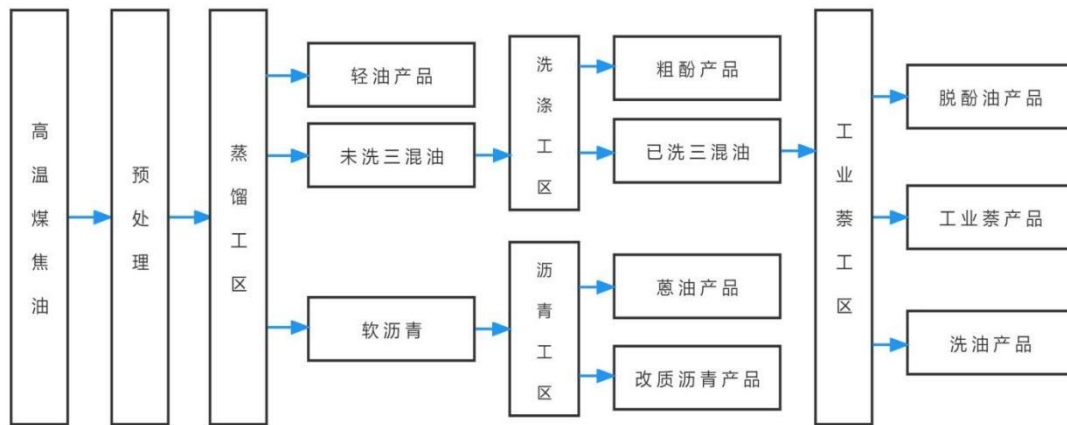 高温煤焦油
预处理
蒸馏工区
轻油产品
未洗三混油
软沥青
洗涤工区
沥青工区
粗酚产品
已洗三混油
蒽油产品
改质沥青产品
工业萘工区
脱酚油产品
工业萘产品
洗油产品